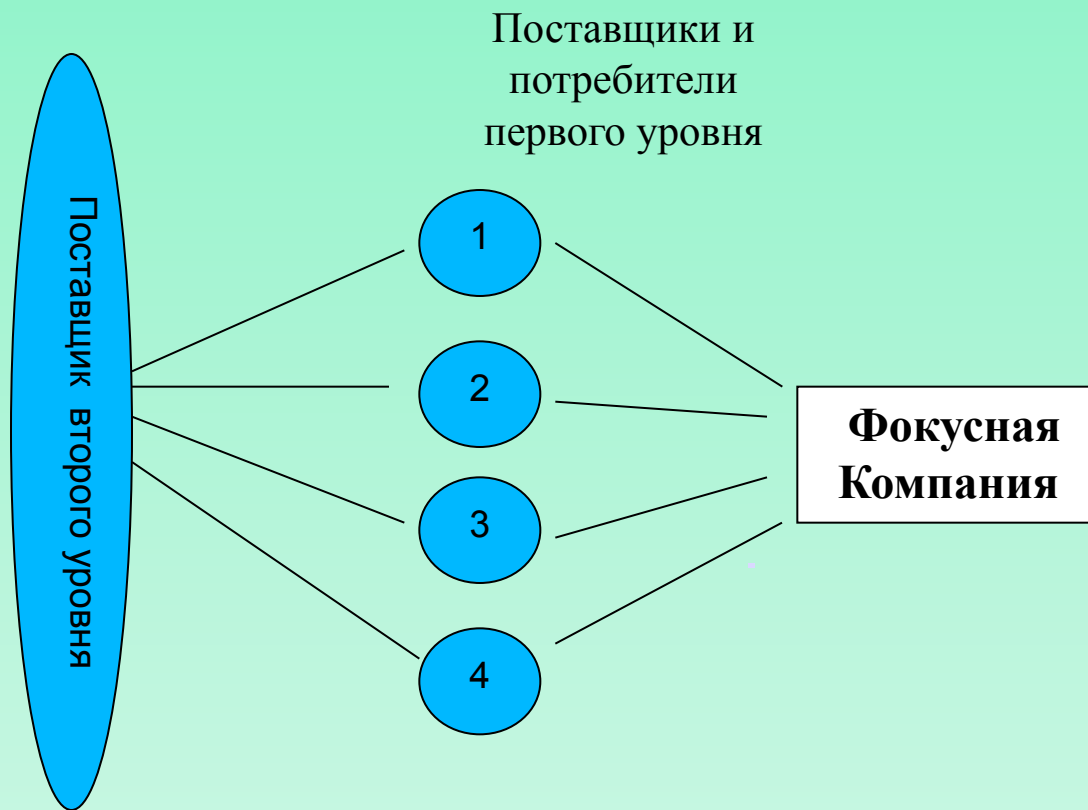 Поставщики и
потребители
первого уровня
Поставщик второго уровня
1
2
3
4
Фокусная
Компания